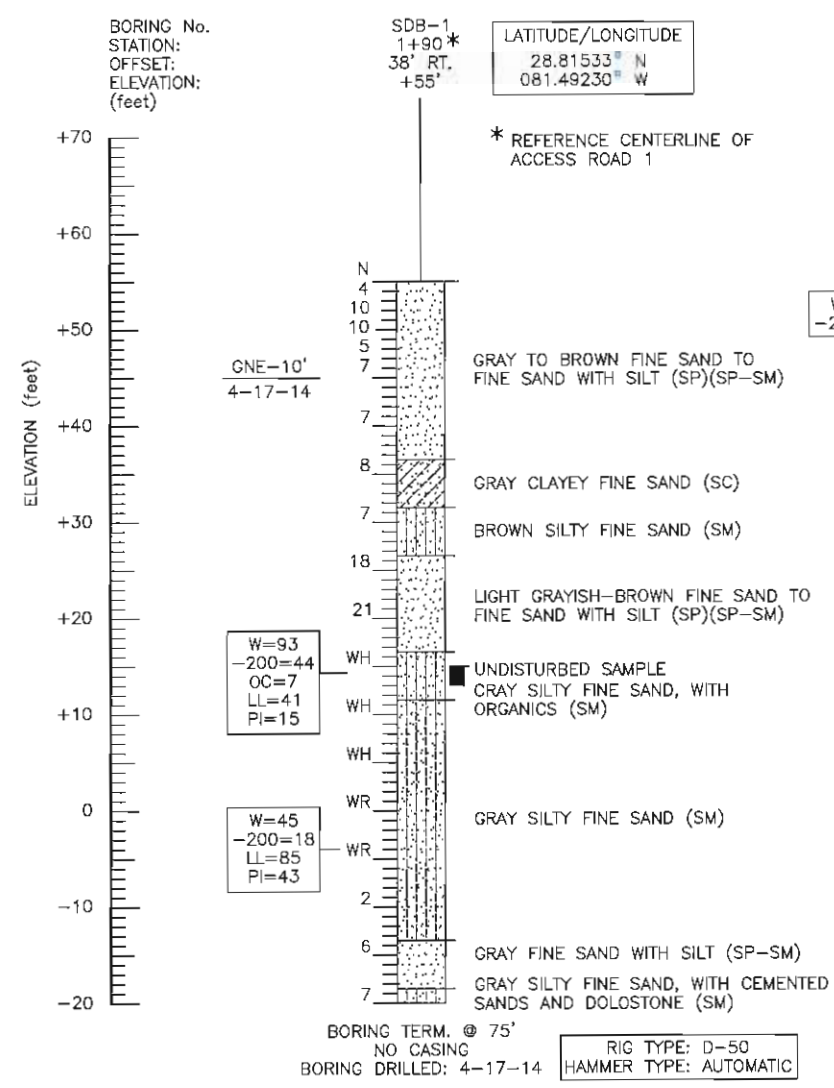 BORING No. SDB-1
STATION: 1+90*
OFFSET: 38' RT.
ELEVATION: +55'
(feet)
LATITUDE/LONGITUDE
28.81533° N
081.49230° W
* REFERENCE CENTERLINE OF
ACCESS ROAD 1
+70
+60
+50
+40
+30
+20
+10
0
-10
-20
ELEVATION (feet)
N
4
10
10
5
7
7
8
7
18
21
WH
WH
WH
WR
WR
2
6
7
GNE-10'
4-17-14
GRAY TO BROWN FINE SAND TO
FINE SAND WITH SILT (SP)(SP-SM)
GRAY CLAYEY FINE SAND (SC)
BROWN SILTY FINE SAND (SM)
LIGHT GRAYISH-BROWN FINE SAND TO
FINE SAND WITH SILT (SP)(SP-SM)
W=93
-200=44
OC=7
LL=41
PI=15
UNDISTURBED SAMPLE
GRAY SILTY FINE SAND, WITH
ORGANICS (SM)
GRAY SILTY FINE SAND (SM)
W=45
-200=18
LL=85
PI=43
GRAY FINE SAND WITH SILT (SP-SM)
GRAY SILTY FINE SAND, WITH CEMENTED
SANDS AND DOLOSTONE (SM)
BORING TERM. @ 75'
NO CASING
BORING DRILLED: 4-17-14
RIG TYPE: D-50
HAMMER TYPE: AUTOMATIC